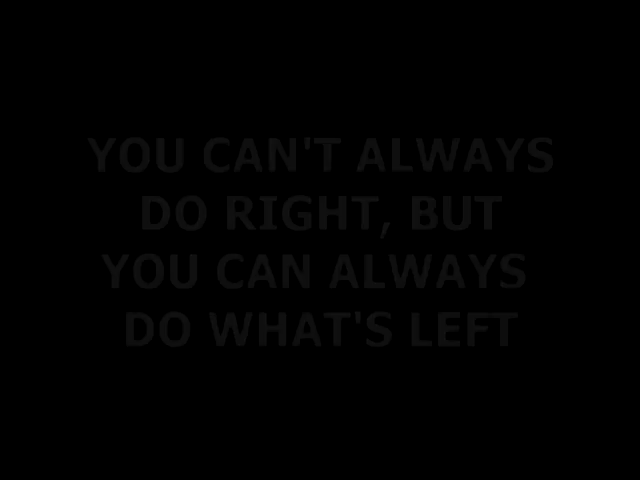 YOU CAN'T ALWAYS
DO RIGHT, BUT
YOU CAN ALWAYS
DO WHAT'S LEFT